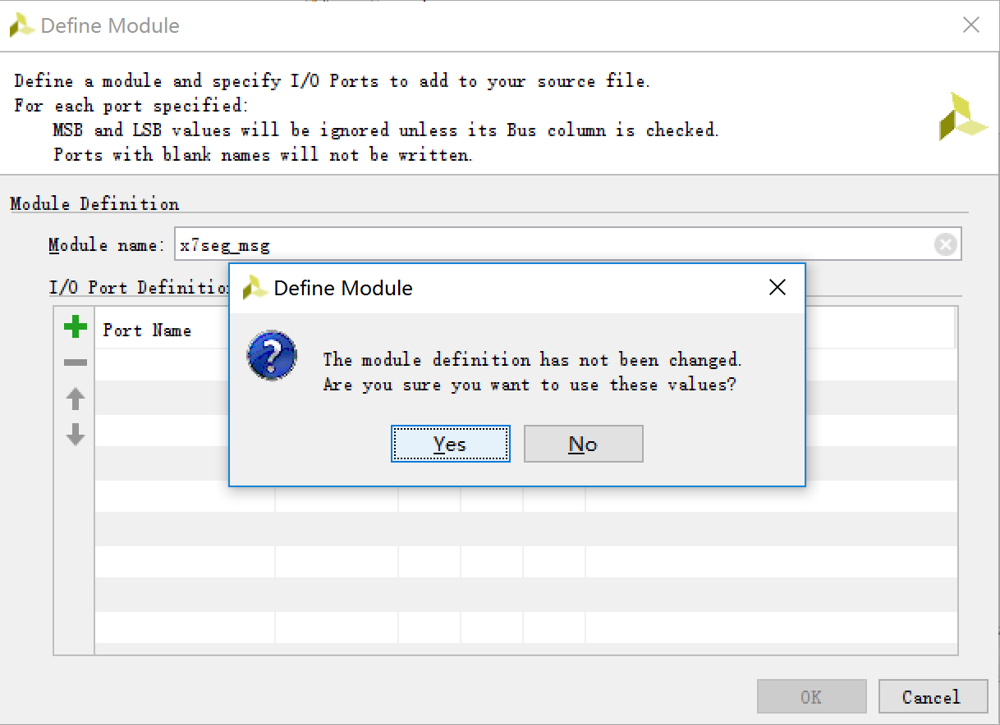 Define Module
Define a module and specify I/O Ports to add to your source file.
For each port specified:
MSB and LSB values will be ignored unless its Bus column is checked.
Ports with blank names will not be written.
Module Definition
Module name: x7seg_msg
I/O Port Definitio
Port Name
Define Module
The module definition has not been changed.
Are you sure you want to use these values?
Yes No
OK Cancel